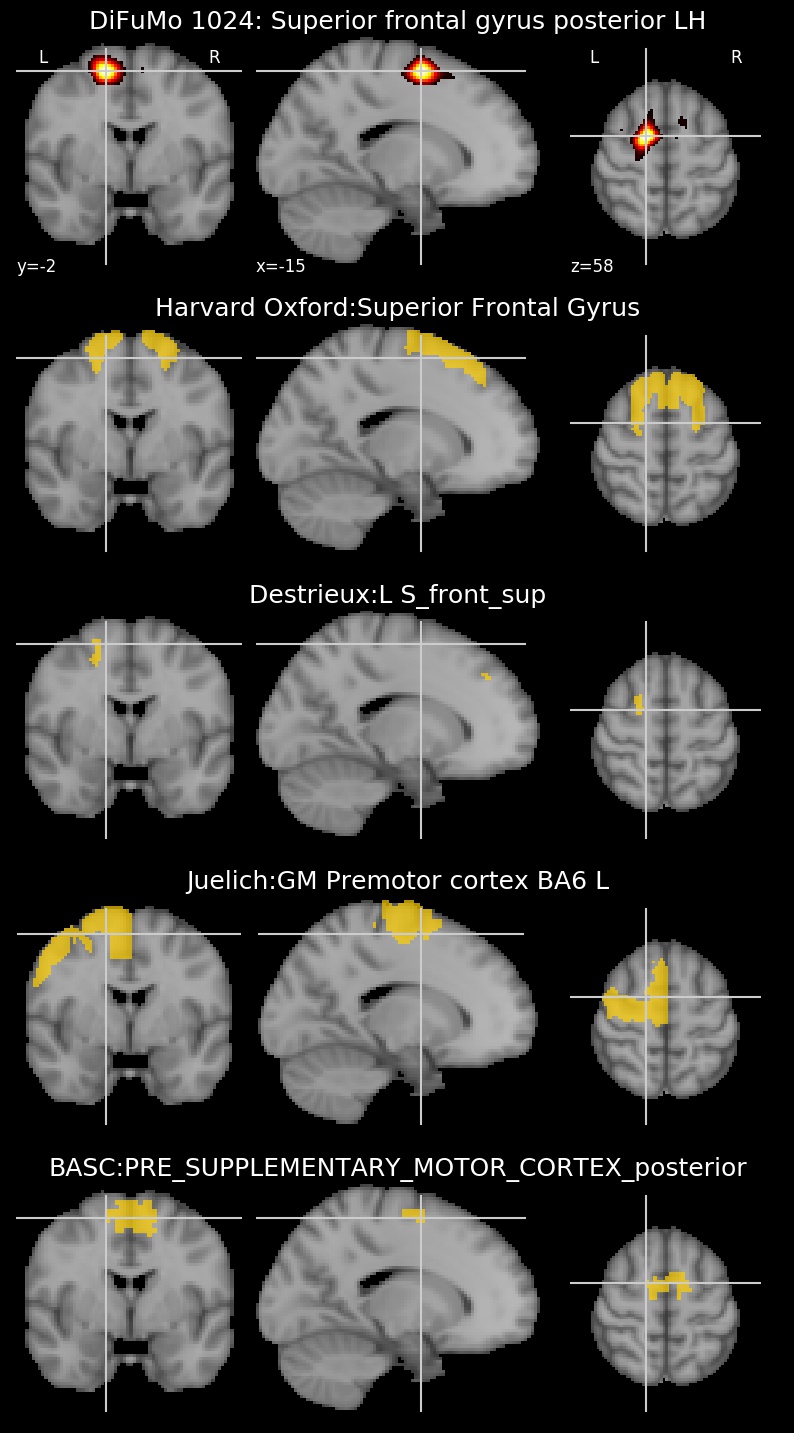 DiFuMo 1024: Superior frontal gyrus posterior LH
L R L R
y=-2 x=-15 z=58
Harvard Oxford:Superior Frontal Gyrus
Destrieux:L S_front_sup
Juelich:GM Premotor cortex BA6 L
BASC:PRE_SUPPLEMENTARY_MOTOR_CORTEX_posterior